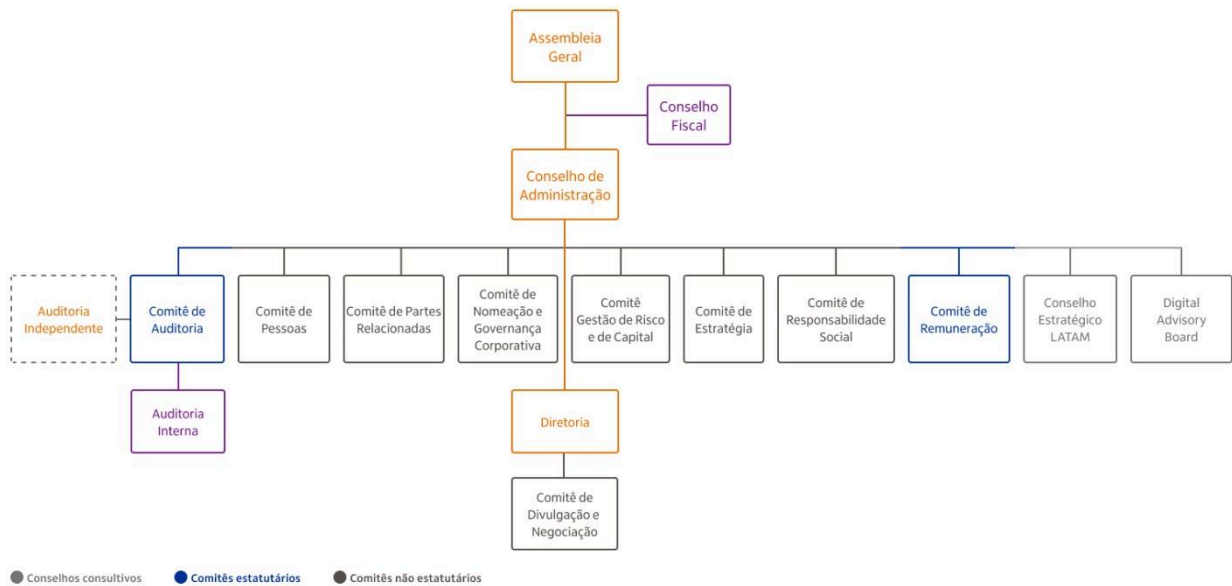 Assembleia
Geral
Conselho
Fiscal
Conselho de
Administração
Auditoria
Independente
Comitê de
Auditoria
Comitê de
Pessoas
Comitê de Partes
Relacionadas
Comitê de
Nomeação e
Governança
Corporativa
Comitê
Gestão de Risco
e de Capital
Comitê de
Estratégia
Comitê de
Responsabilidade
Social
Comitê de
Remuneração
Conselho
Estratégico
LATAM
Digital
Advisory
Board
Auditoria
Interna
Diretoria
Comitê de
Divulgação e
Negociação
Conselhos consultivos
Comitês estatutários
Comitês não estatutários